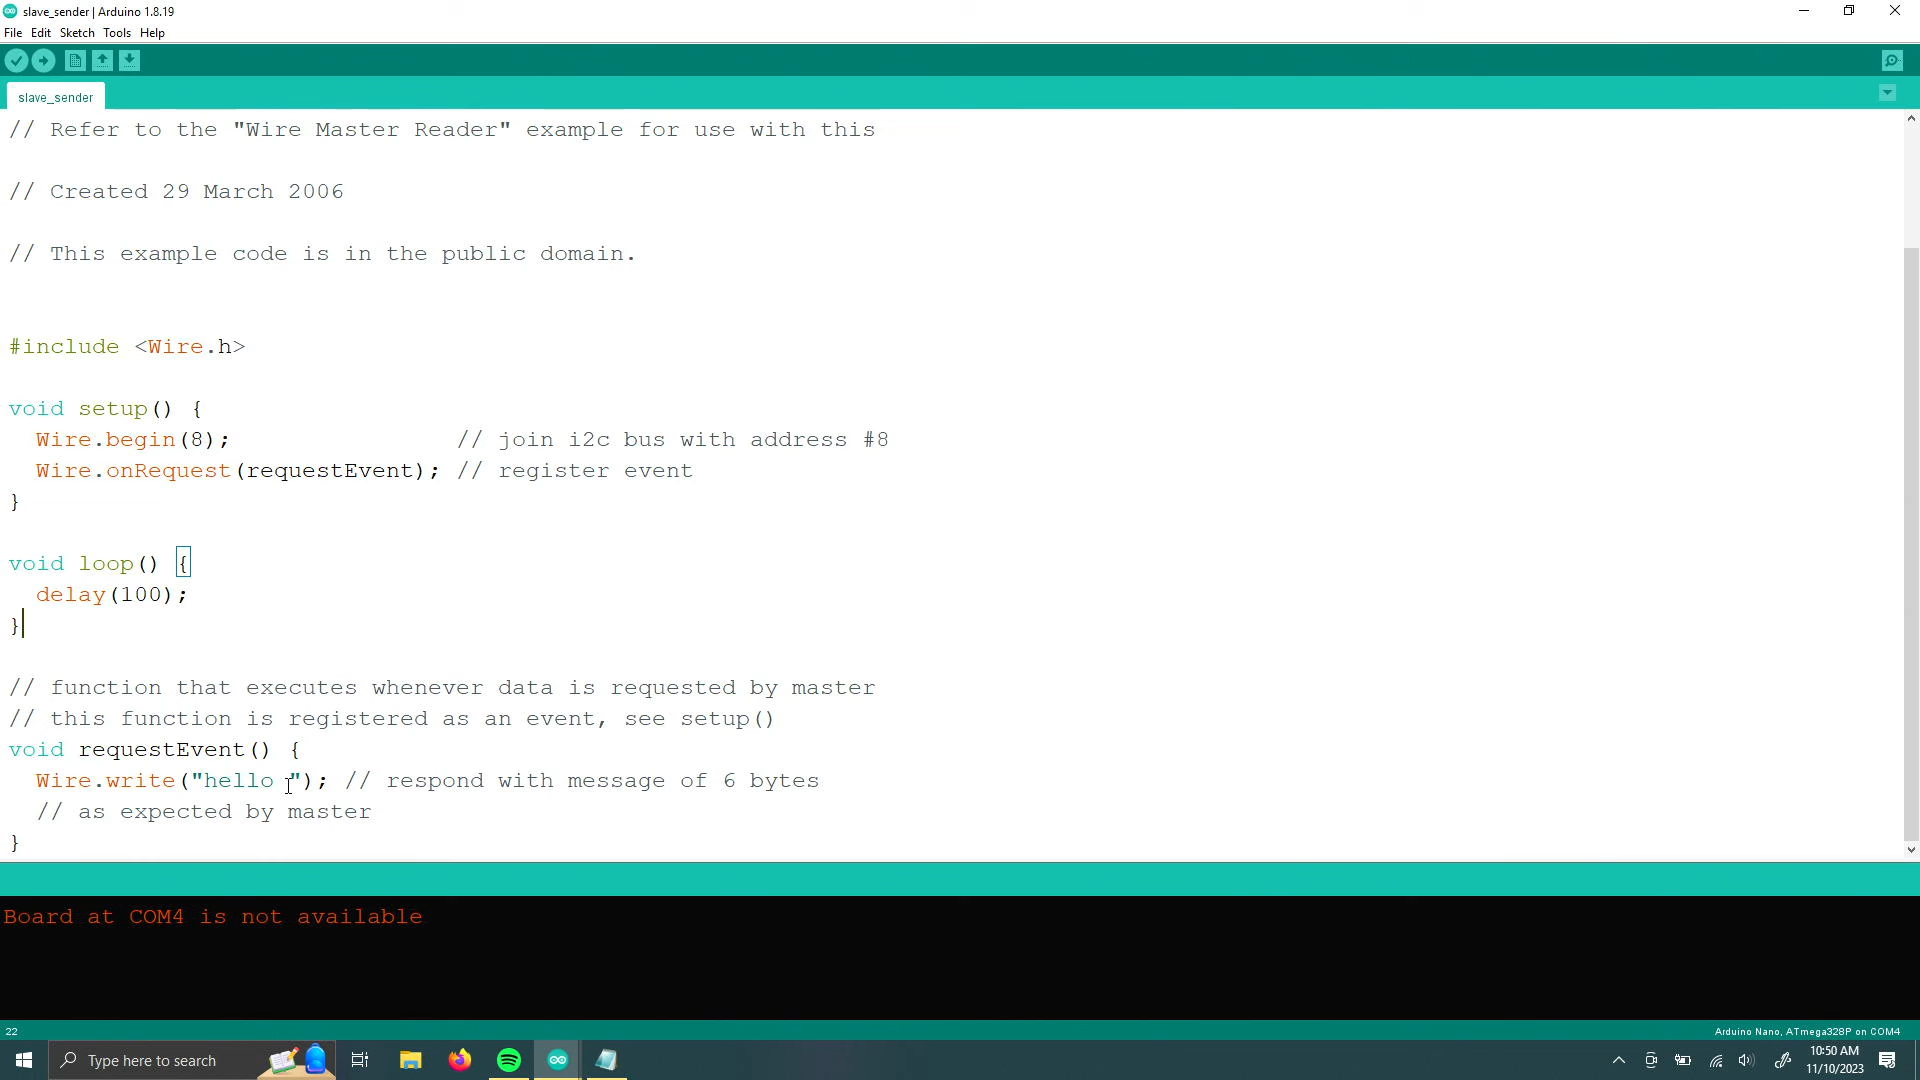 slave_sender | Arduino 1.8.19
File Edit Sketch Tools Help
slave_sender
// Refer to the "Wire Master Reader" example for use with this
// Created 29 March 2006
// This example code is in the public domain.
#include <Wire.h>
void setup() {
  Wire.begin(8);                // join i2c bus with address #8
  Wire.onRequest(requestEvent); // register event
}
void loop() {
  delay(100);
}
// function that executes whenever data is requested by master
// this function is registered as an event, see setup()
void requestEvent() {
  Wire.write("hello "); // respond with message of 6 bytes
  // as expected by master
}
Board at COM4 is not available
22
Arduino Nano, ATmega328P on COM4
Type here to search
10:50 AM
11/10/2023